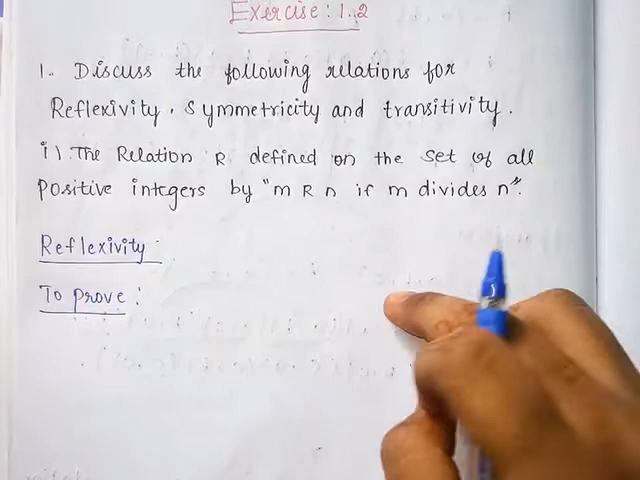 Exercise: 1.2
1. Discuss the following relations for
Reflexivity, Symmetricity and transitivity.
i) The Relation R defined on the set of all
positive integers by "m R n if m divides n".
Reflexivity
To prove: